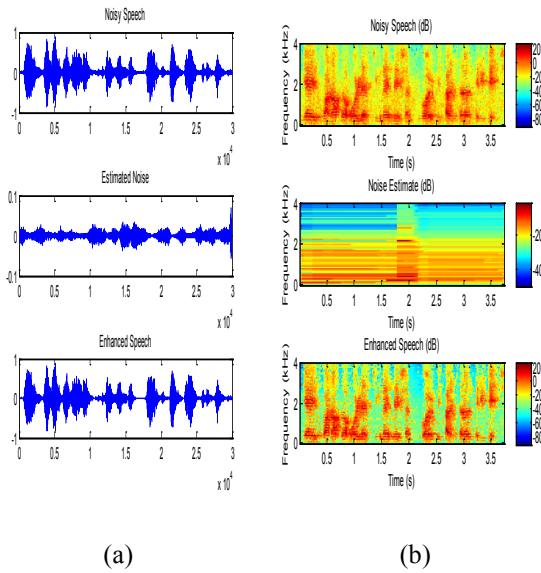 Noisy Speech
1
0
-1
0 0.5 1 1.5 2 2.5 3
x 10^4
Estimated Noise
0.1
0
-0.1
0 0.5 1 1.5 2 2.5 3
x 10^4
Enhanced Speech
1
0
-1
0 0.5 1 1.5 2 2.5 3
x 10^4
(a)
Noisy Speech (dB)
Frequency (kHz)
4
2
0
0.5 1 1.5 2 2.5 3 3.5
Time (s)
20
0
-20
-40
-60
-80
Noise Estimate (dB)
Frequency (kHz)
4
2
0
0.5 1 1.5 2 2.5 3 3.5
Time (s)
-20
-40
Enhanced Speech (dB)
Frequency (kHz)
4
2
0
0.5 1 1.5 2 2.5 3 3.5
Time (s)
20
0
-20
-40
-60
-80
(b)